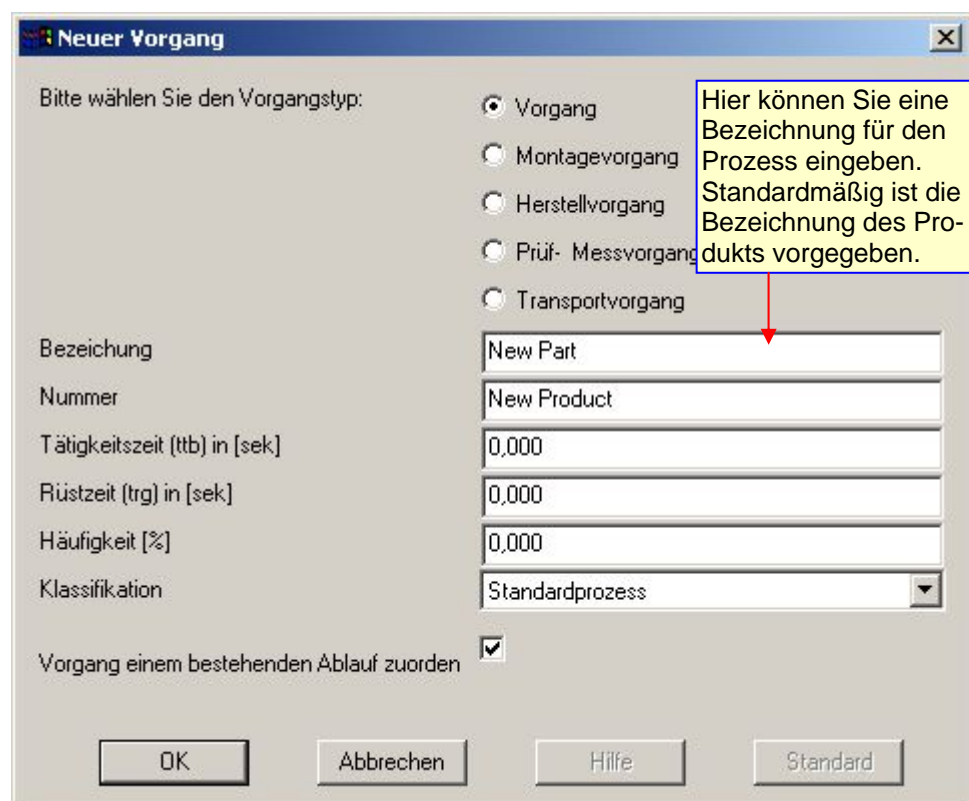 Neuer Vorgang
Bitte wählen Sie den Vorgangstyp:
Vorgang
Montagevorgang
Herstellvorgang
Prüf- Messvorgang
Transportvorgang
Hier können Sie eine
Bezeichnung für den
Prozess eingeben.
Standardmäßig ist die
Bezeichnung des Pro-
dukts vorgegeben.
Bezeichung
New Part
Nummer
New Product
Tätigkeitszeit (ttb) in [sek]
0,000
Rüstzeit (trg) in [sek]
0,000
Häufigkeit [%]
0,000
Klassifikation
Standardprozess
Vorgang einem bestehenden Ablauf zuorden
OK
Abbrechen
Hilfe
Standard